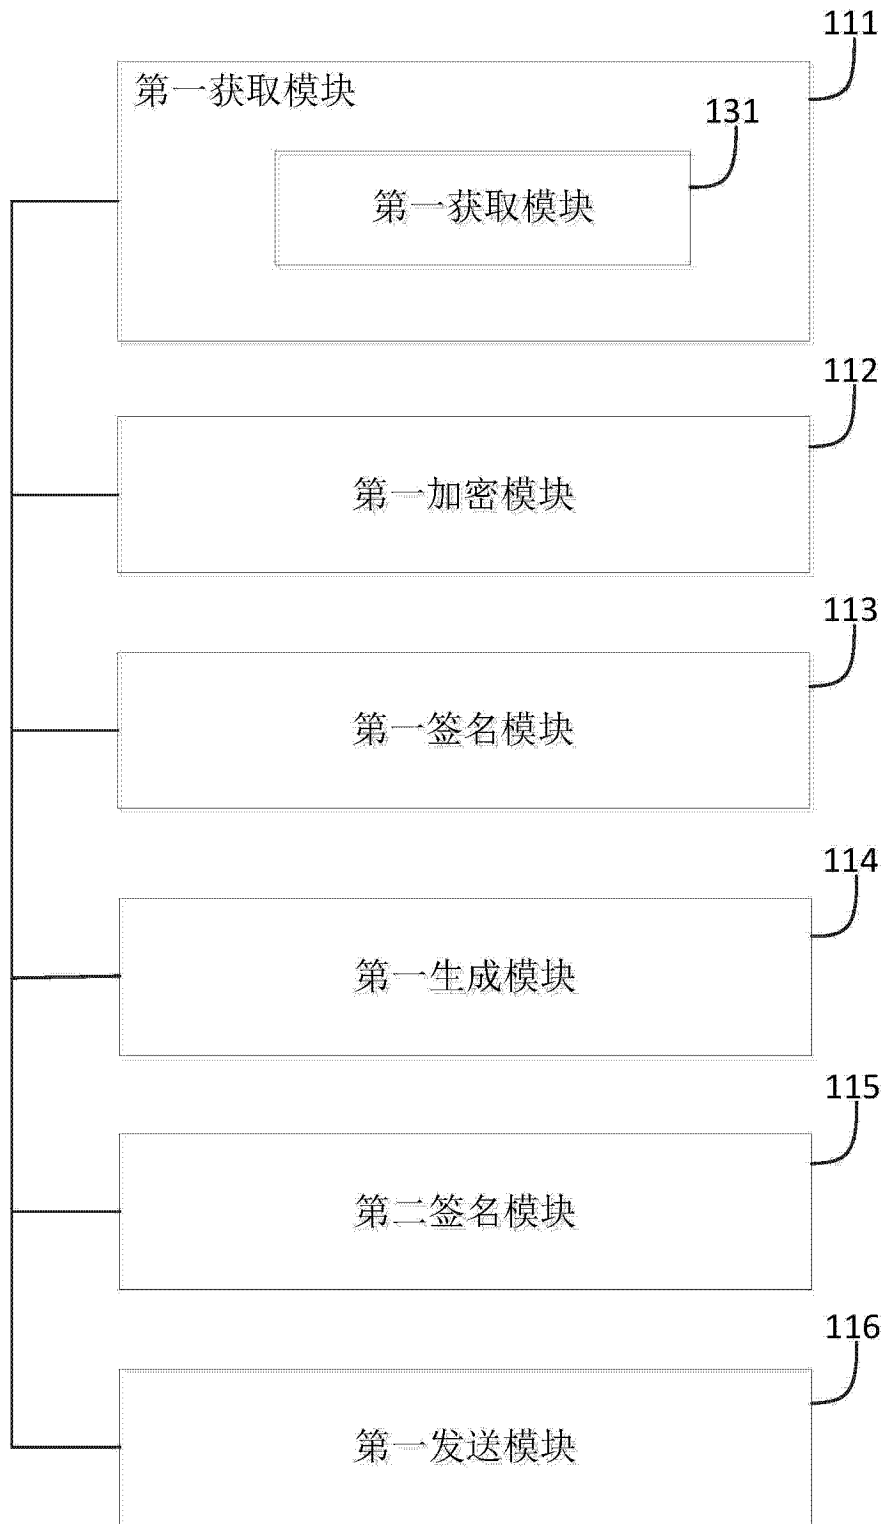 111
第一获取模块
131
第一获取模块
112
第一加密模块
113
第一签名模块
114
第一生成模块
115
第二签名模块
116
第一发送模块